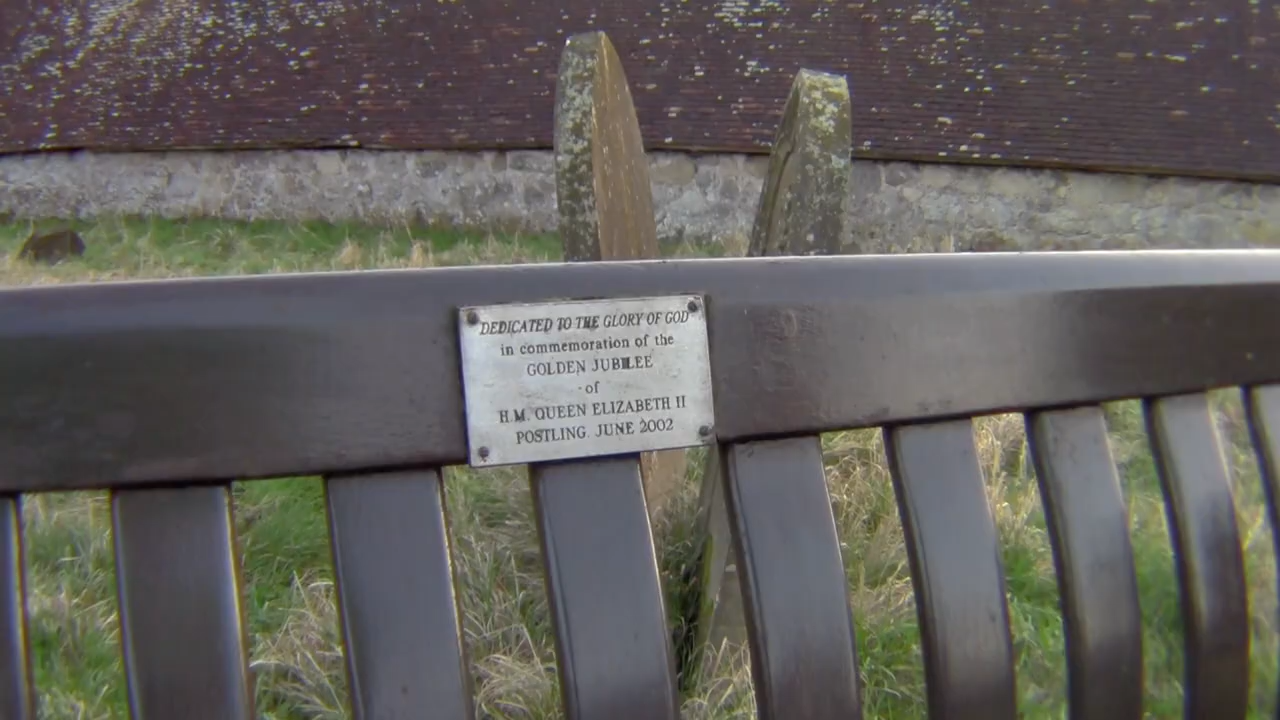 DEDICATED TO THE GLORY OF GOD
in commemoration of the
GOLDEN JUBILEE
of
H.M. QUEEN ELIZABETH II
POSTLING. JUNE 2002